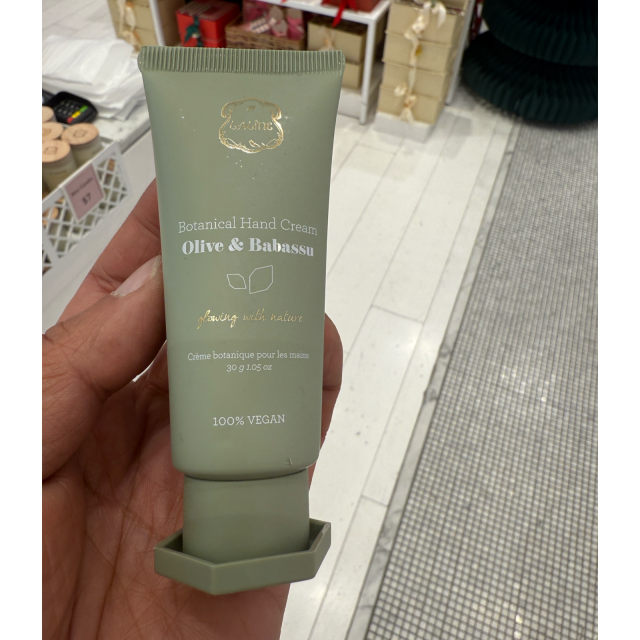 Botanical Hand Cream
Olive & Babassu
glowing with nature
Crème botanique pour les mains
30 g 1.05 oz
100% VEGAN
$7